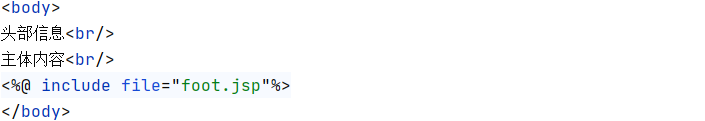 <body>
头部信息<br/>
主体内容<br/>
<%@ include file="foot.jsp"%>
</body>